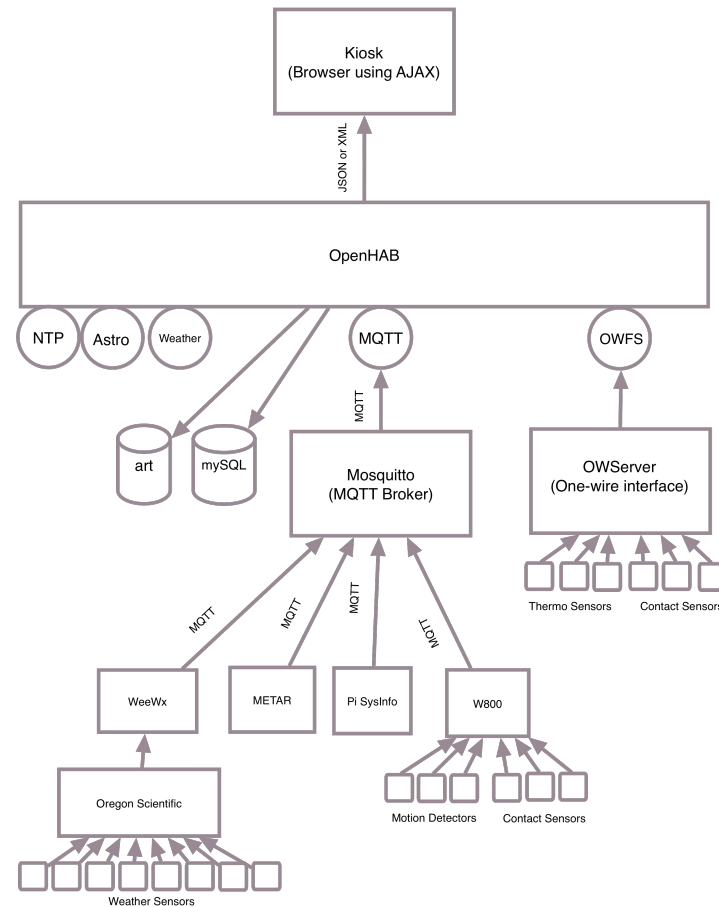 Kiosk
(Browser using AJAX)
JSON or XML
OpenHAB
NTP
Astro
Weather
MQTT
OWFS
MQTT
art
mySQL
Mosquitto
(MQTT Broker)
OWServer
(One-wire interface)
Thermo Sensors
Contact Sensors
MQTT
MQTT
MQTT
MQTT
WeeWx
METAR
Pi SysInfo
W800
Oregon Scientific
Motion Detectors
Contact Sensors
Weather Sensors